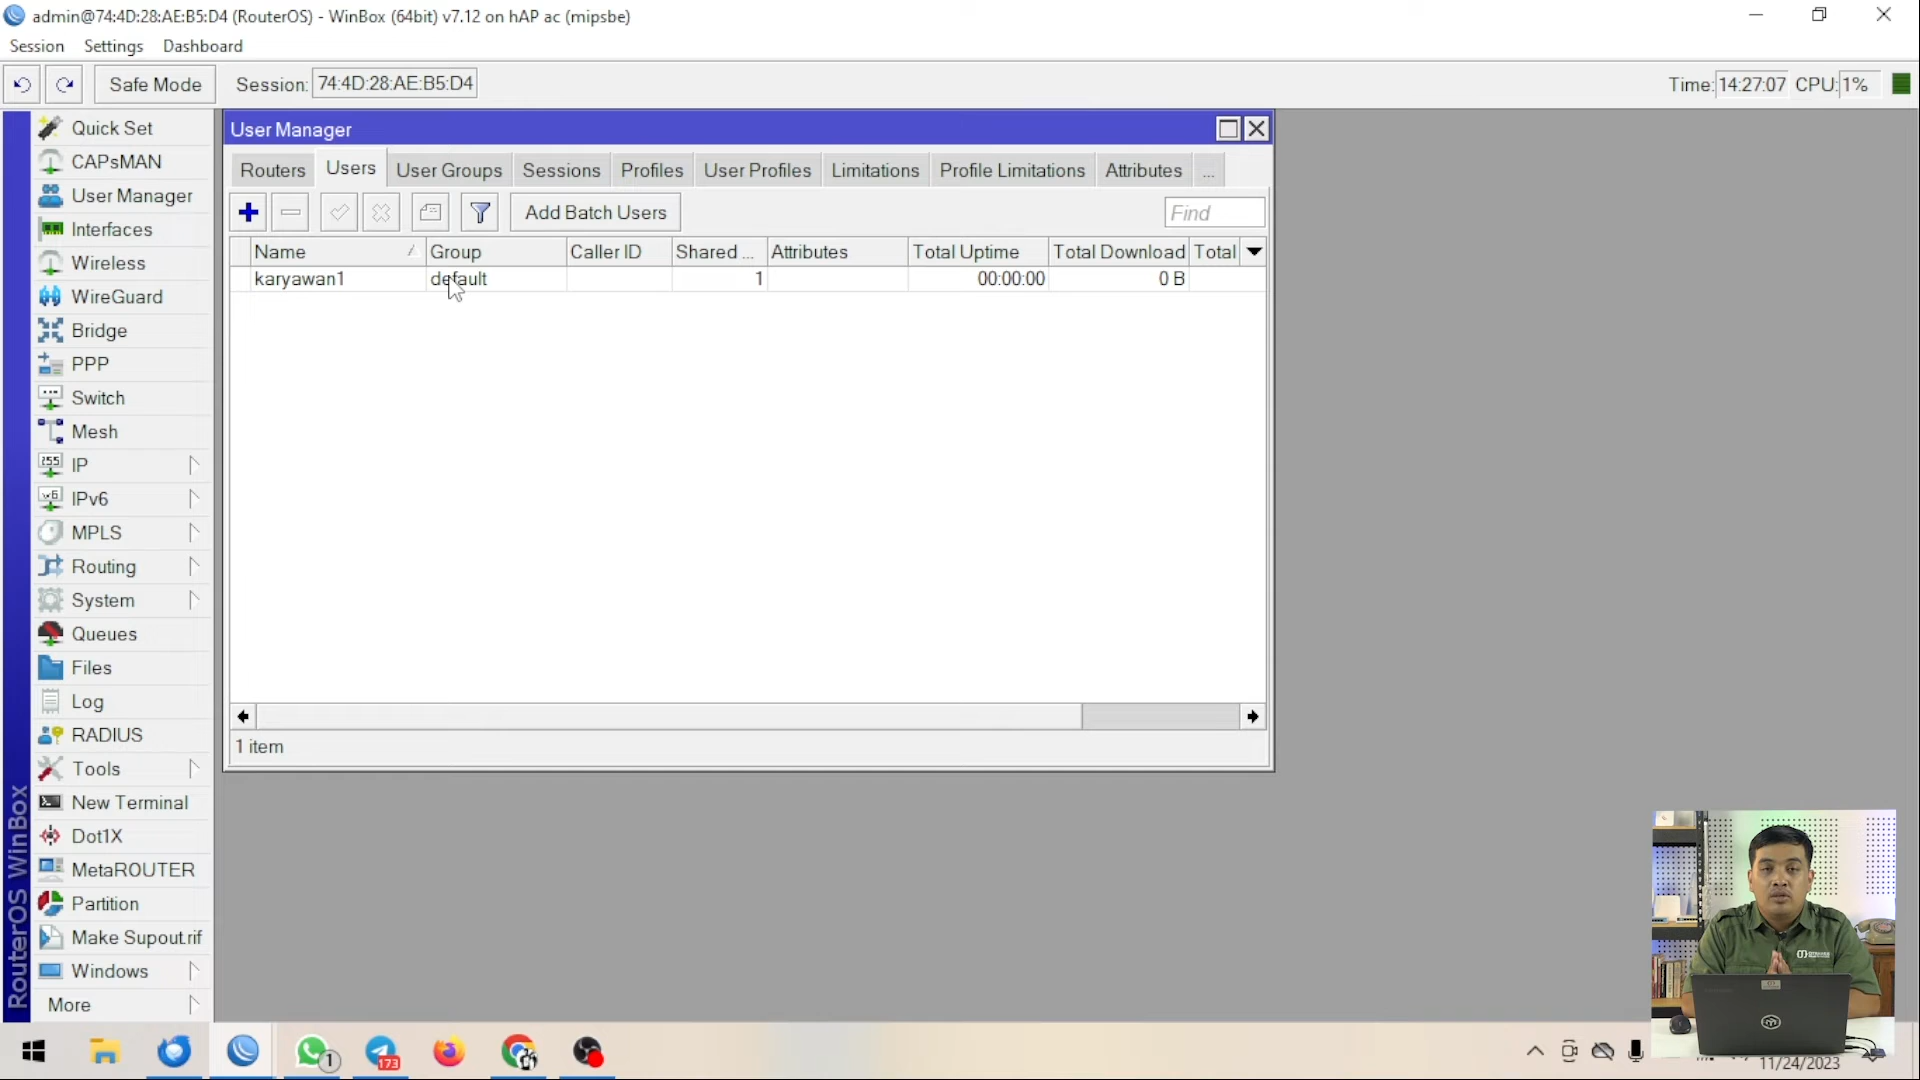 admin@74:4D:28:AE:B5:D4 (RouterOS) - WinBox (64bit) v7.12 on hAP ac (mipsbe)
Session Settings Dashboard
Safe Mode Session: 74:4D:28:AE:B5:D4 Time: 14:27:07 CPU: 1%
Quick Set
CAPsMAN
User Manager
Interfaces
Wireless
WireGuard
Bridge
PPP
Switch
Mesh
IP
IPv6
MPLS
Routing
System
Queues
Files
Log
RADIUS
Tools
New Terminal
Dot1X
MetaROUTER
Partition
Make Supout.rif
Windows
More
RouterOS WinBox
User Manager
Routers Users User Groups Sessions Profiles User Profiles Limitations Profile Limitations Attributes ...
Add Batch Users Find
Name Group Caller ID Shared ... Attributes Total Uptime Total Download Total
karyawan1 default 1 00:00:00 0 B
1 item
1
173
11/24/2023